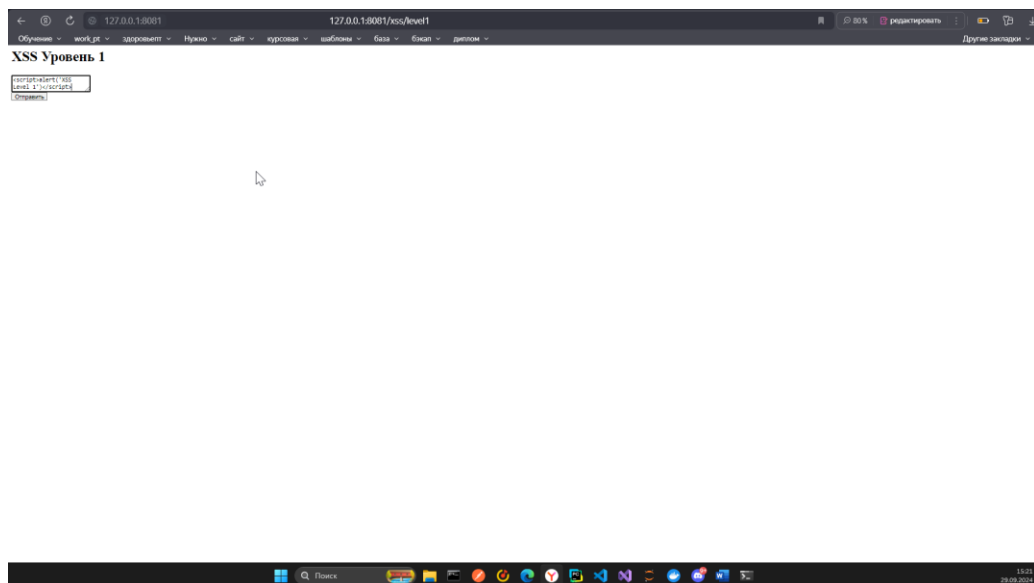 127.0.0.1:8081 127.0.0.1:8081/xss/level1 80 % редактировать
Обучение work_pt здоровьепт Нужно сайт курсовая шаблоны база бэкап диплом Другие закладки
XSS Уровень 1
<script>alert('XSS
Level 1')</script>
Отправить
Поиск 15:21
29.09.2024